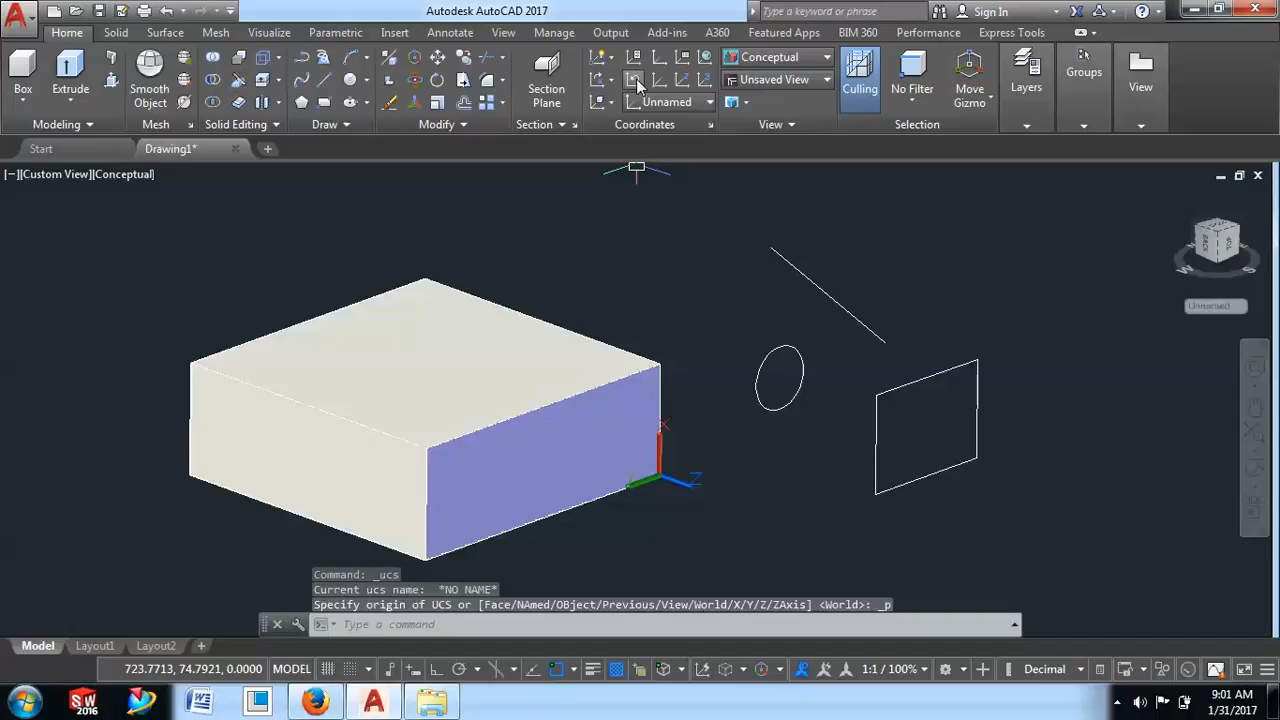 Autodesk AutoCAD 2017
Type a keyword or phrase
Sign In
Home Solid Surface Mesh Visualize Parametric Insert Annotate View Manage Output Add-ins A360 Featured Apps BIM 360 Performance Express Tools
Box
Extrude
Smooth
Object
Section
Plane
Conceptual
Unsaved View
Unnamed
Culling
No Filter
Move
Gizmo
Layers
Groups
View
Modeling
Mesh
Solid Editing
Draw
Modify
Section
Coordinates
View
Selection
Start
Drawing1*
[−][Custom View][Conceptual]
W
S
Unnamed
X
Z
Command: _ucs
Current ucs name: *NO NAME*
Specify origin of UCS or [Face/NAmed/OBject/Previous/View/World/X/Y/Z/ZAxis] <World>: _p
Type a command
Model Layout1 Layout2
723.7713, 74.7921, 0.0000 MODEL 1:1 / 100% Decimal
SW
2016
W
A
9:01 AM
1/31/2017